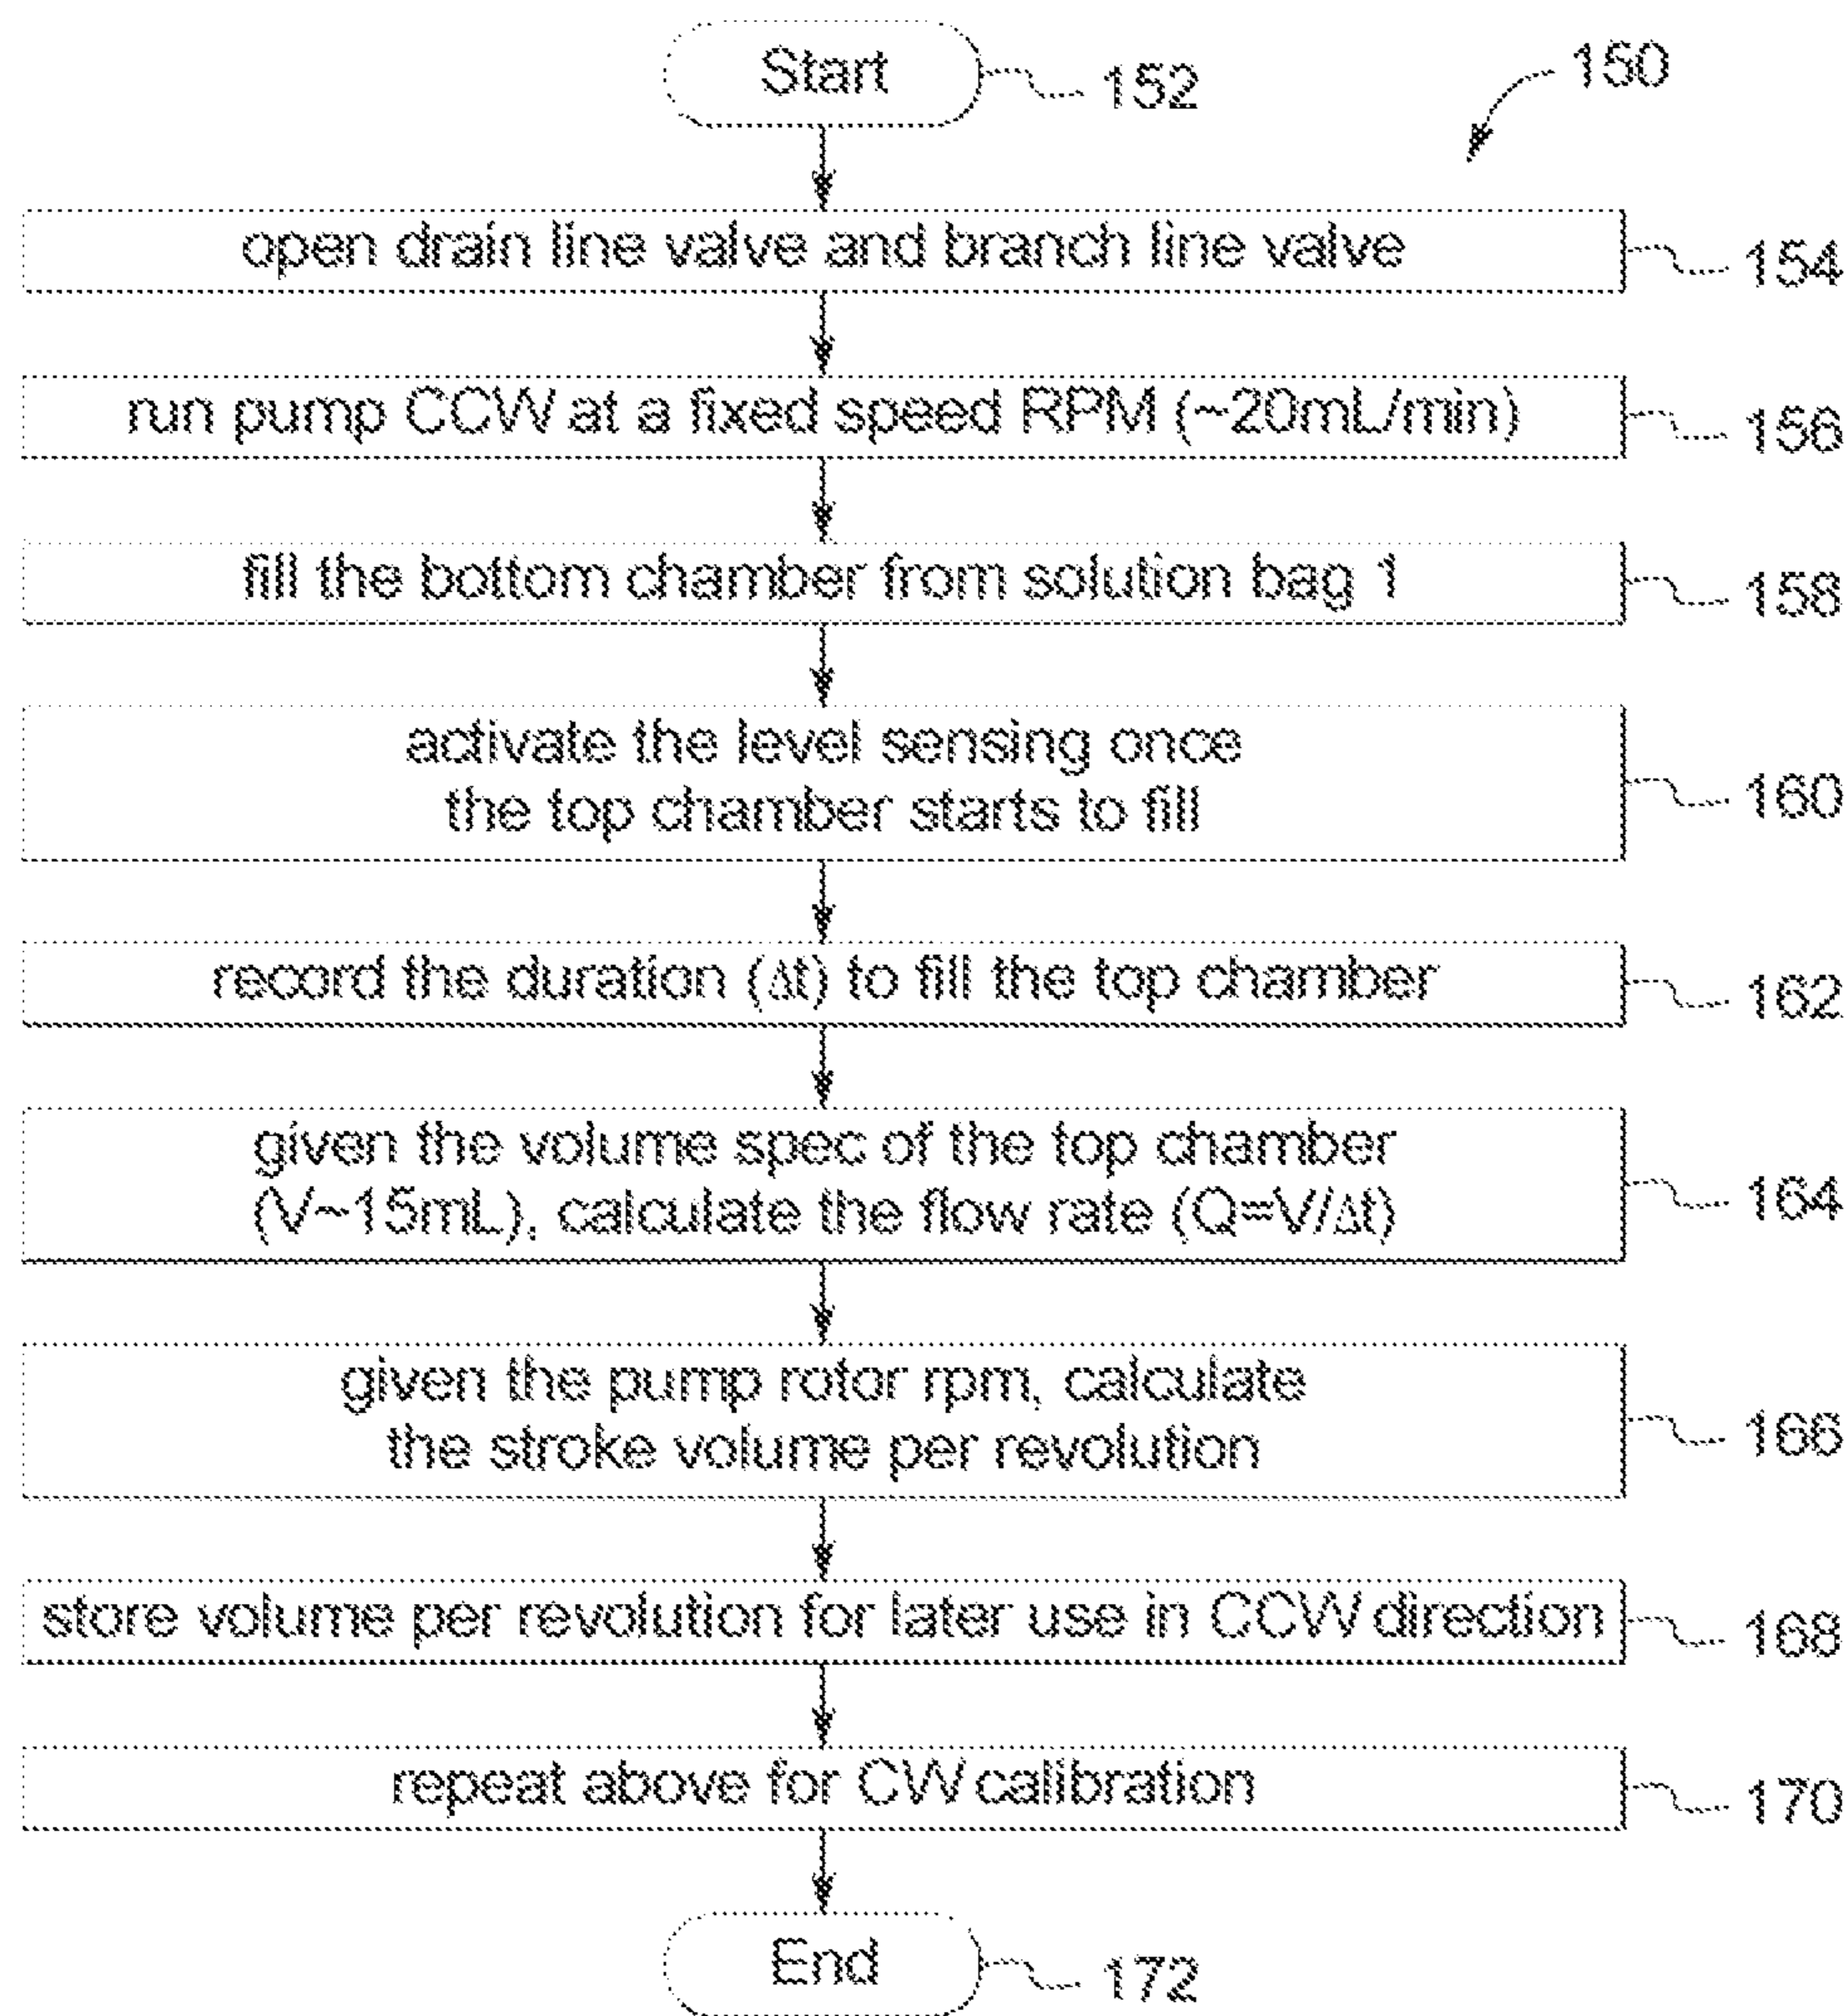 Start
152
150
open drain line valve and branch line valve
154
run pump CCW at a fixed speed RPM (~20mL/min)
156
fill the bottom chamber from solution bag 1
158
activate the level sensing once
the top chamber starts to fill
160
record the duration (Δt) to fill the top chamber
162
given the volume spec of the top chamber
(V~15mL), calculate the flow rate (Q=V/Δt)
164
given the pump rotor rpm, calculate
the stroke volume per revolution
166
store volume per revolution for later use in CCW direction
168
repeat above for CW calibration
170
End
172